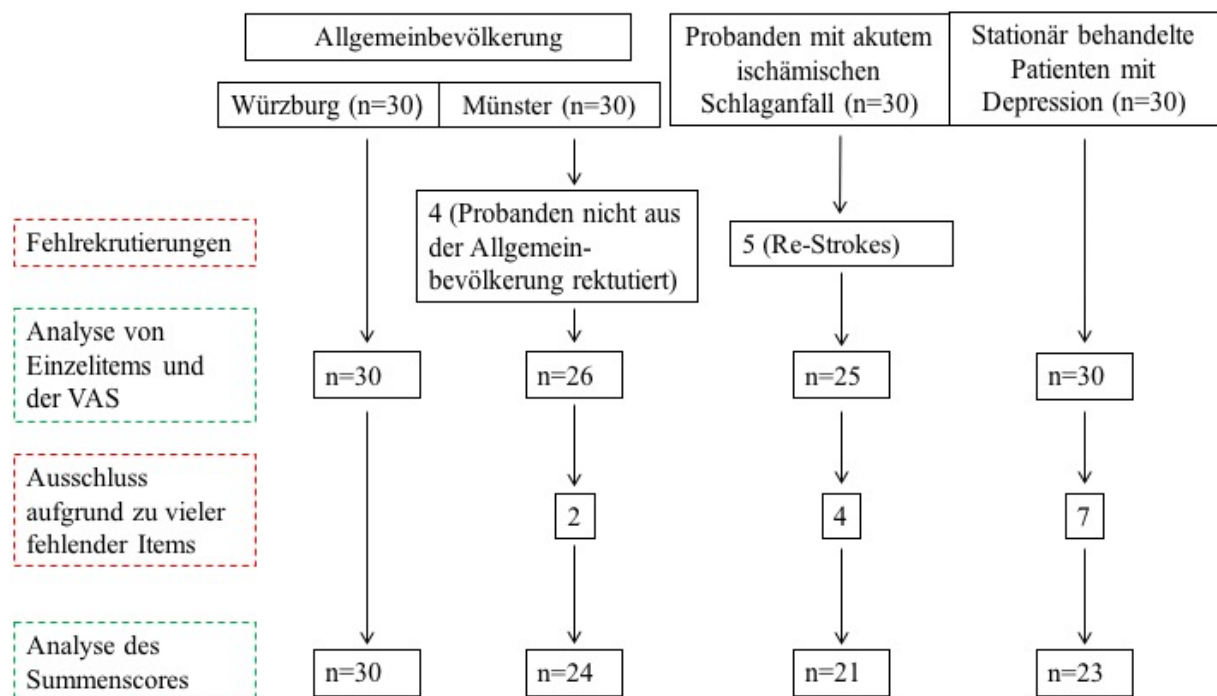 Allgemeinbevölkerung
Probanden mit akutem
ischämischen
Schlaganfall (n=30)
Stationär behandelte
Patienten mit
Depression (n=30)
Würzburg (n=30)
Münster (n=30)
Fehlrekrutierungen
4 (Probanden nicht aus
der Allgemein-
bevölkerung rektutiert)
5 (Re-Strokes)
Analyse von
Einzelitems und
der VAS
n=30
n=26
n=25
n=30
Ausschluss
aufgrund zu vieler
fehlender Items
2
4
7
Analyse des
Summenscores
n=30
n=24
n=21
n=23